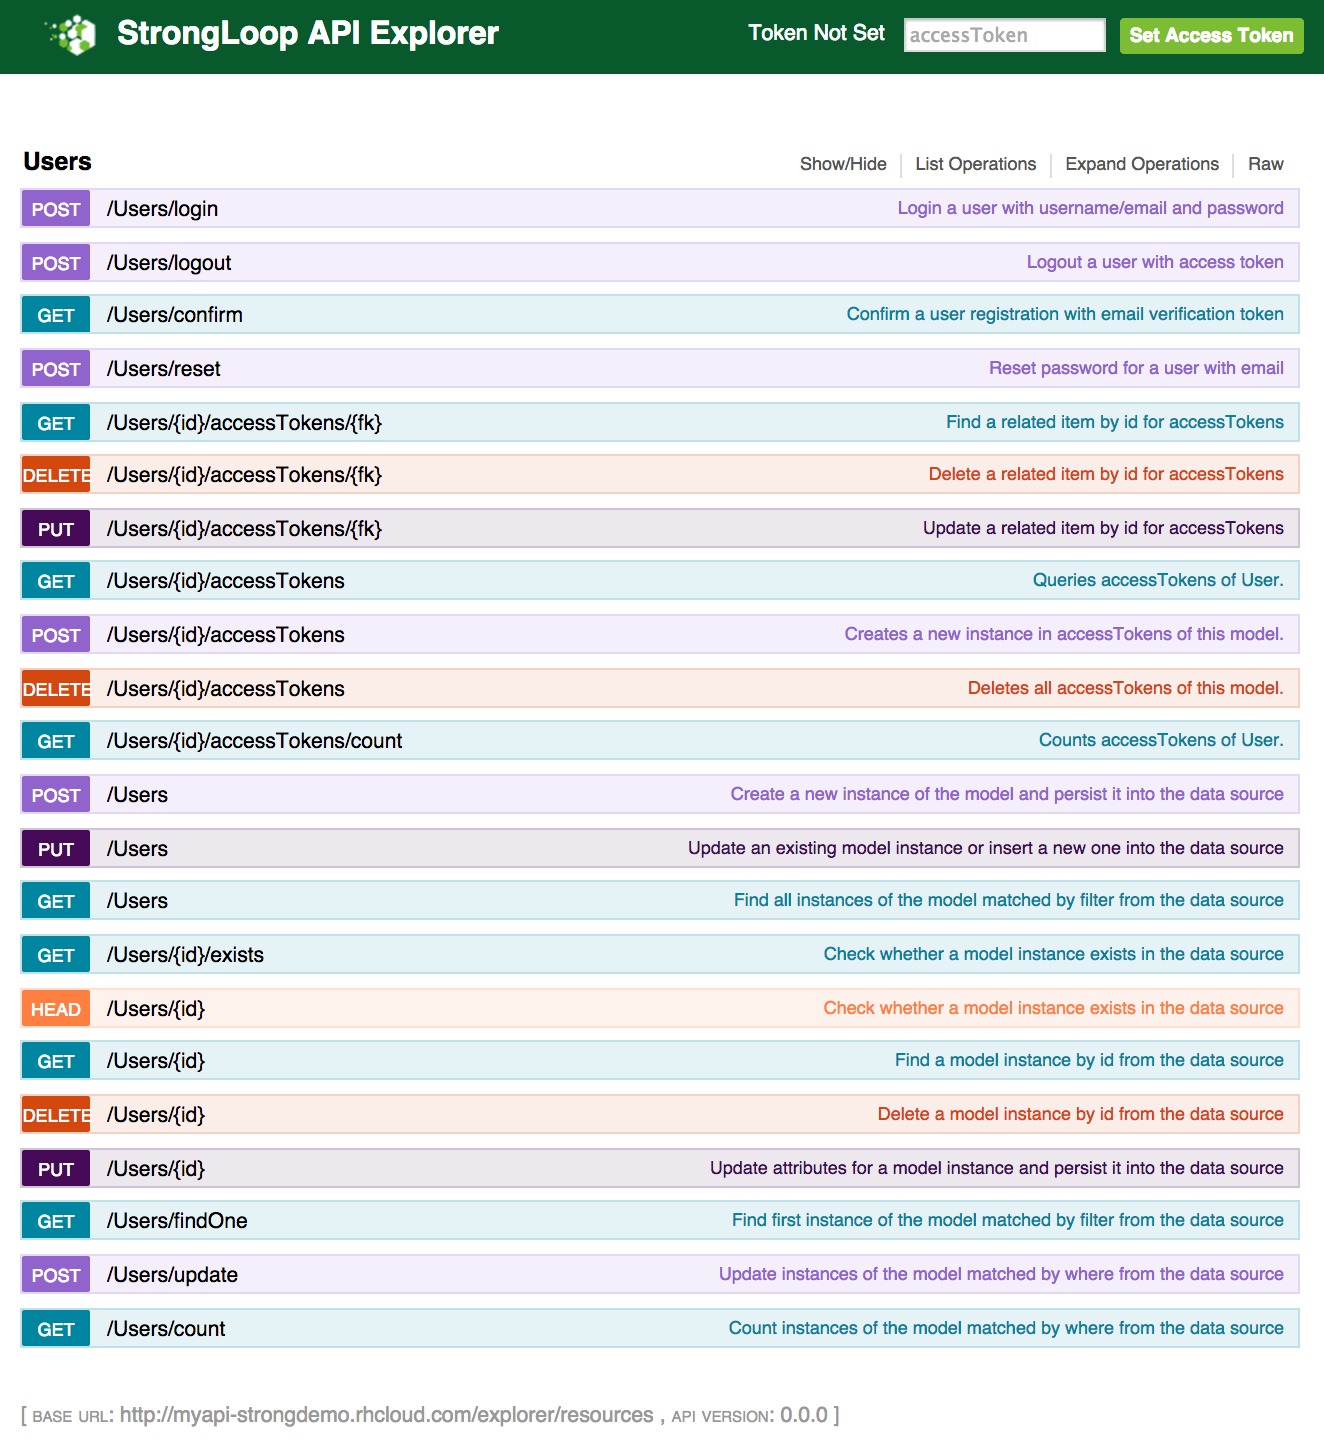 StrongLoop API Explorer Token Not Set accessToken Set Access Token
Users Show/Hide List Operations Expand Operations Raw
POST /Users/login Login a user with username/email and password
POST /Users/logout Logout a user with access token
GET /Users/confirm Confirm a user registration with email verification token
POST /Users/reset Reset password for a user with email
GET /Users/{id}/accessTokens/{fk} Find a related item by id for accessTokens
DELETE /Users/{id}/accessTokens/{fk} Delete a related item by id for accessTokens
PUT /Users/{id}/accessTokens/{fk} Update a related item by id for accessTokens
GET /Users/{id}/accessTokens Queries accessTokens of User.
POST /Users/{id}/accessTokens Creates a new instance in accessTokens of this model.
DELETE /Users/{id}/accessTokens Deletes all accessTokens of this model.
GET /Users/{id}/accessTokens/count Counts accessTokens of User.
POST /Users Create a new instance of the model and persist it into the data source
PUT /Users Update an existing model instance or insert a new one into the data source
GET /Users Find all instances of the model matched by filter from the data source
GET /Users/{id}/exists Check whether a model instance exists in the data source
HEAD /Users/{id} Check whether a model instance exists in the data source
GET /Users/{id} Find a model instance by id from the data source
DELETE /Users/{id} Delete a model instance by id from the data source
PUT /Users/{id} Update attributes for a model instance and persist it into the data source
GET /Users/findOne Find first instance of the model matched by filter from the data source
POST /Users/update Update instances of the model matched by where from the data source
GET /Users/count Count instances of the model matched by where from the data source
[ BASE URL: http://myapi-strongdemo.rhcloud.com/explorer/resources , API VERSION: 0.0.0 ]